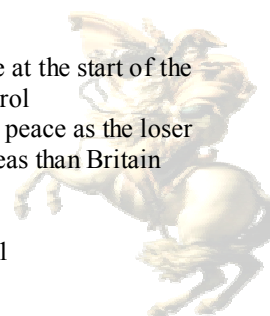 e at the start of the
rol
peace as the loser
eas than Britain
1